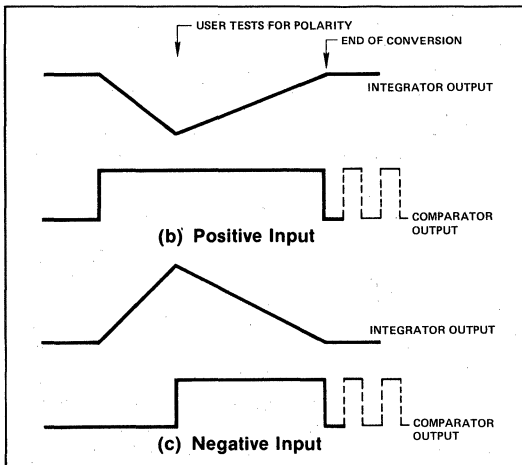 USER TESTS FOR POLARITY
END OF CONVERSION
INTEGRATOR OUTPUT
COMPARATOR
OUTPUT
(b) Positive Input
INTEGRATOR OUTPUT
COMPARATOR
OUTPUT
(c) Negative Input